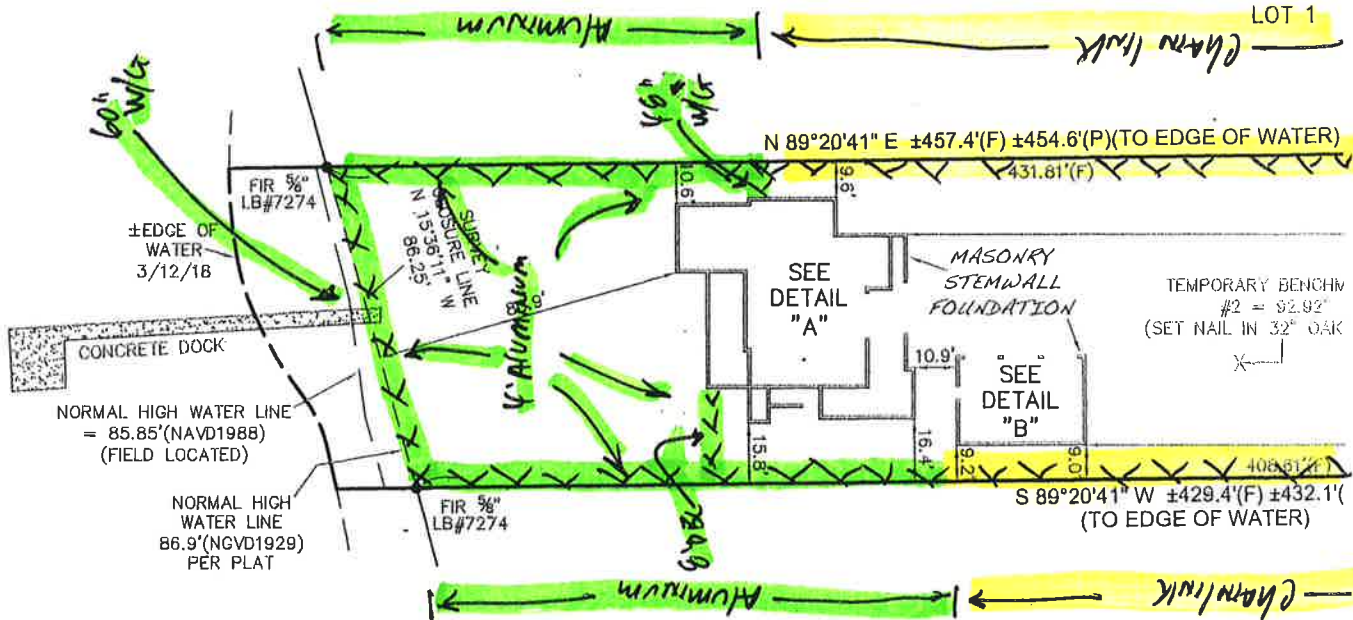 LOT 1
Aluminum
Chain link
60" W/G
48" W/G
N 89°20'41" E ±457.4'(F) ±454.6'(P)(TO EDGE OF WATER)
431.81'(F)
FIR ⅝"
LB#7274
10.6'
9.6'
±EDGE OF
WATER
3/12/18
SURVEY
CLOSURE LINE
N 15°36'11" W
86.25'
4' Aluminum
SEE
DETAIL
"A"
MASONRY
STEMWALL
FOUNDATION
TEMPORARY BENCHM
#2 = 92.92'
(SET NAIL IN 32" OAK
X
CONCRETE DOCK
10.9'
SEE
DETAIL
"B"
NORMAL HIGH WATER LINE
= 85.85'(NAVD1988)
(FIELD LOCATED)
15.8'
16.4'
9.2'
9.0'
408.61'(F)
NORMAL HIGH
WATER LINE
86.9'(NGVD1929)
PER PLAT
FIR ⅝"
LB#7274
S 89°20'41" W ±429.4'(F) ±432.1'(
(TO EDGE OF WATER)
Aluminum
Chainlink